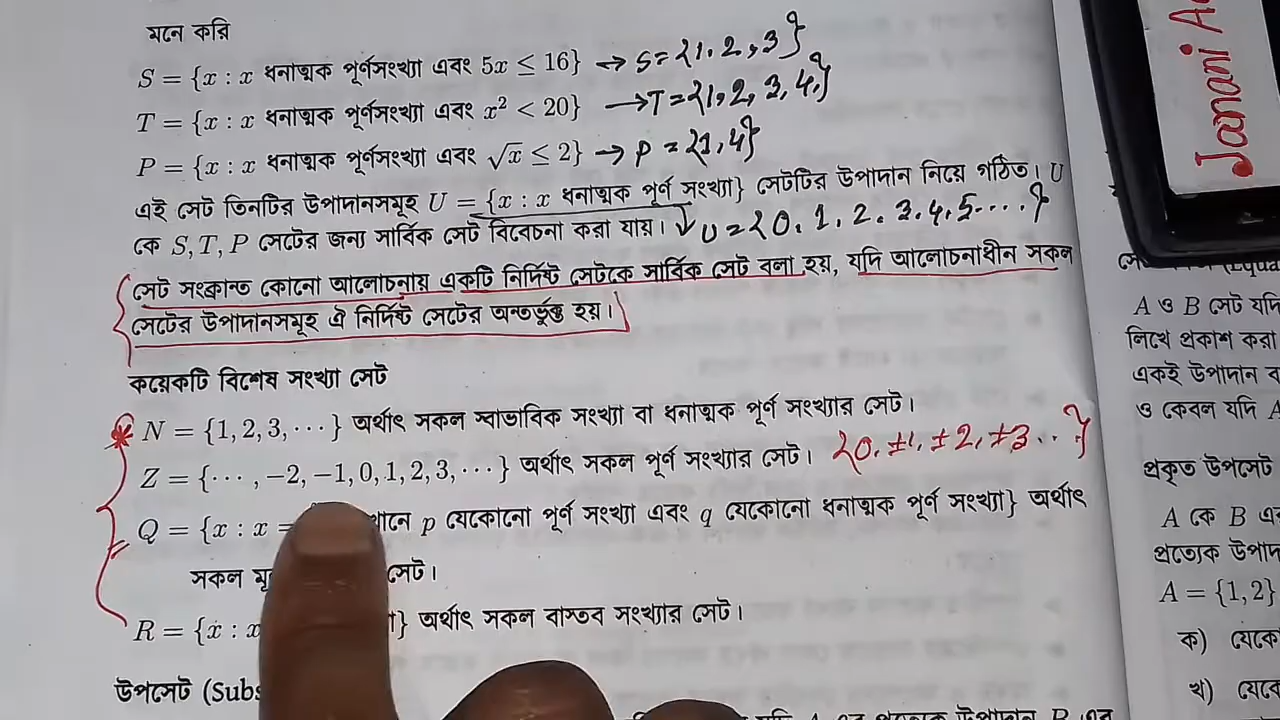 মনে করি
S = {x : x ধনাত্মক পূর্ণসংখ্যা এবং 5x ≤ 16} → S = {1, 2, 3}
T = {x : x ধনাত্মক পূর্ণসংখ্যা এবং x² < 20} → T = {1, 2, 3, 4.}
P = {x : x ধনাত্মক পূর্ণসংখ্যা এবং √x ≤ 2} → P = {1, 4}
এই সেট তিনটির উপাদানসমূহ U = {x : x ধনাত্মক পূর্ণ সংখ্যা} সেটটির উপাদান নিয়ে গঠিত। U
কে S, T, P সেটের জন্য সার্বিক সেট বিবেচনা করা যায়। ↓ U = {0. 1. 2. 3. 4. 5. . . . }
সেট সংক্রান্ত কোনো আলোচনায় একটি নির্দিষ্ট সেটকে সার্বিক সেট বলা হয়, যদি আলোচনাধীন সকল
সেটের উপাদানসমূহ ঐ নির্দিষ্ট সেটের অন্তর্ভুক্ত হয়।
কয়েকটি বিশেষ সংখ্যা সেট
N = {1, 2, 3, ⋯} অর্থাৎ সকল স্বাভাবিক সংখ্যা বা ধনাত্মক পূর্ণ সংখ্যার সেট।
Z = {⋯, −2, −1, 0, 1, 2, 3, ⋯} অর্থাৎ সকল পূর্ণ সংখ্যার সেট। {0. ±1, ±2, ±3 . . }
Q = {x : x = p যেকোনো পূর্ণ সংখ্যা এবং q যেকোনো ধনাত্মক পূর্ণ সংখ্যা} অর্থাৎ
সকল
R = {x : x } অর্থাৎ সকল বাস্তব সংখ্যার সেট।
উপসেট (Subs
Janani
A ও B সেট যদি
লিখে প্রকাশ করা
একই উপাদান
ও কেবল যদি A
প্রকৃত উপসেট
A কে B
প্রত্যেক
A = {1, 2}
ক)
খ)